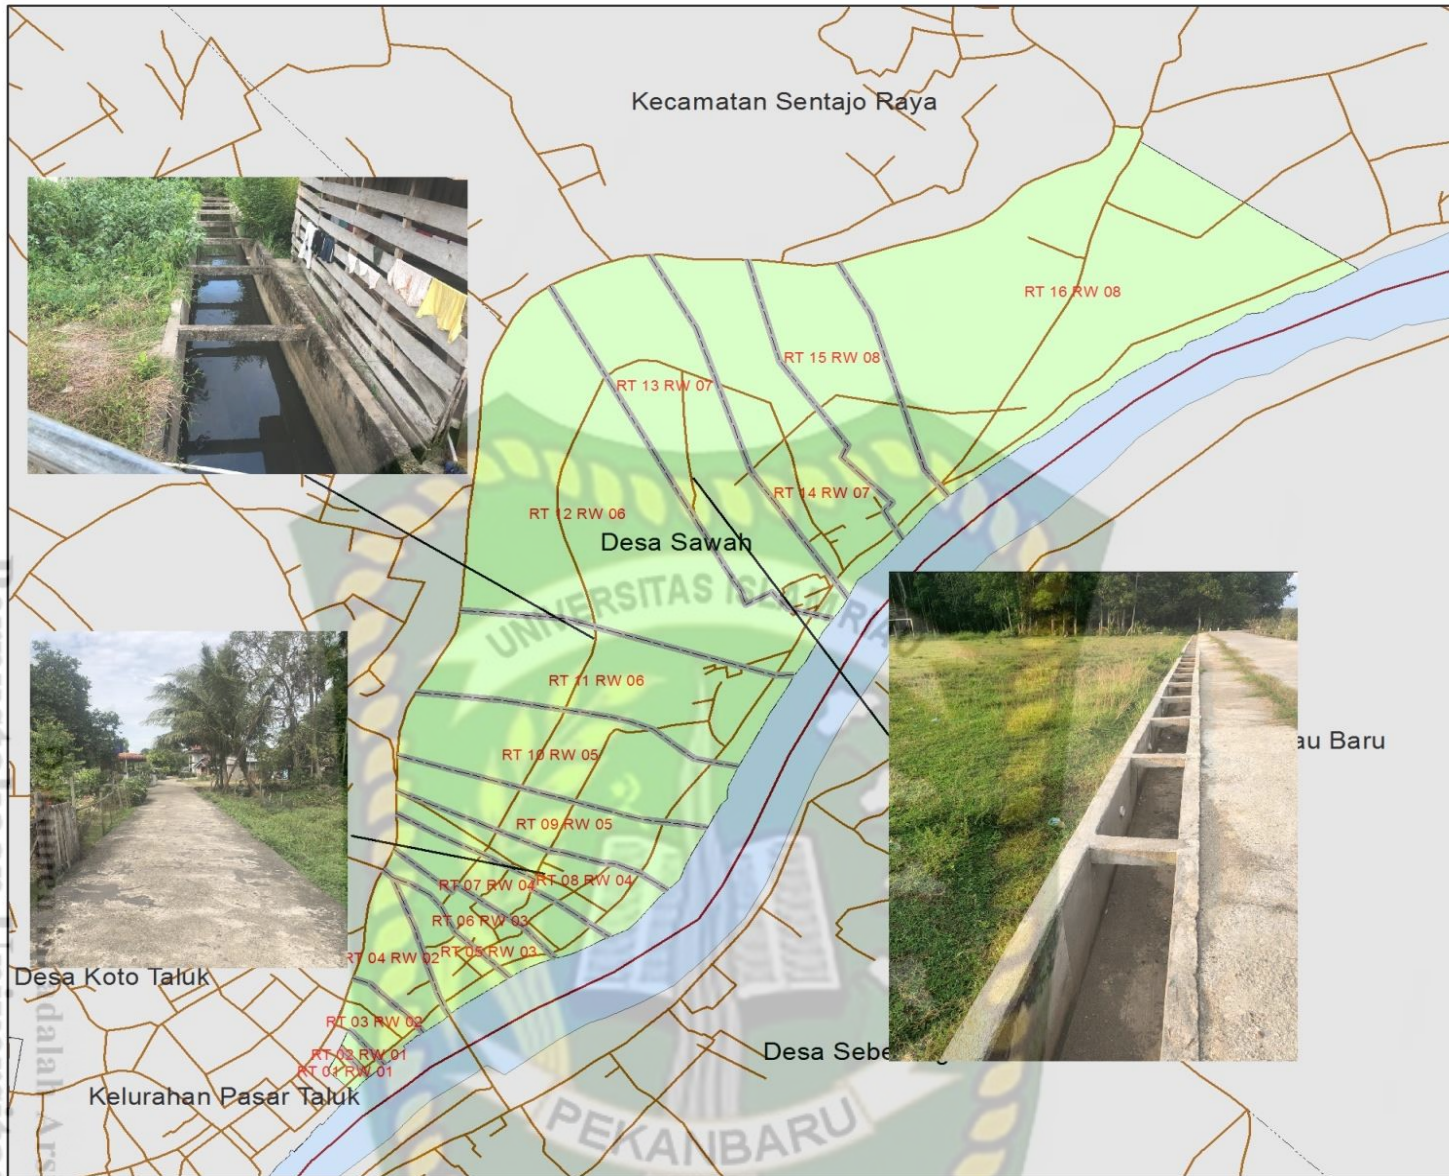 Kecamatan Sentajo Raya
RT 16 RW 08
RT 15 RW 08
RT 13 RW 07
RT 14 RW 07
RT 12 RW 06
Desa Sawah
UNIVERSITAS ISLAM RIAU
RT 11 RW 06
au Baru
RT 10 RW 05
RT 09 RW 05
RT 07 RW 04
RT 08 RW 04
RT 06 RW 03
RT 05 RW 03
RT 04 RW 02
Desa Koto Taluk
RT 03 RW 02
RT 02 RW 01
RT 01 RW 01
Desa Sebe
Kelurahan Pasar Taluk
PEKANBARU